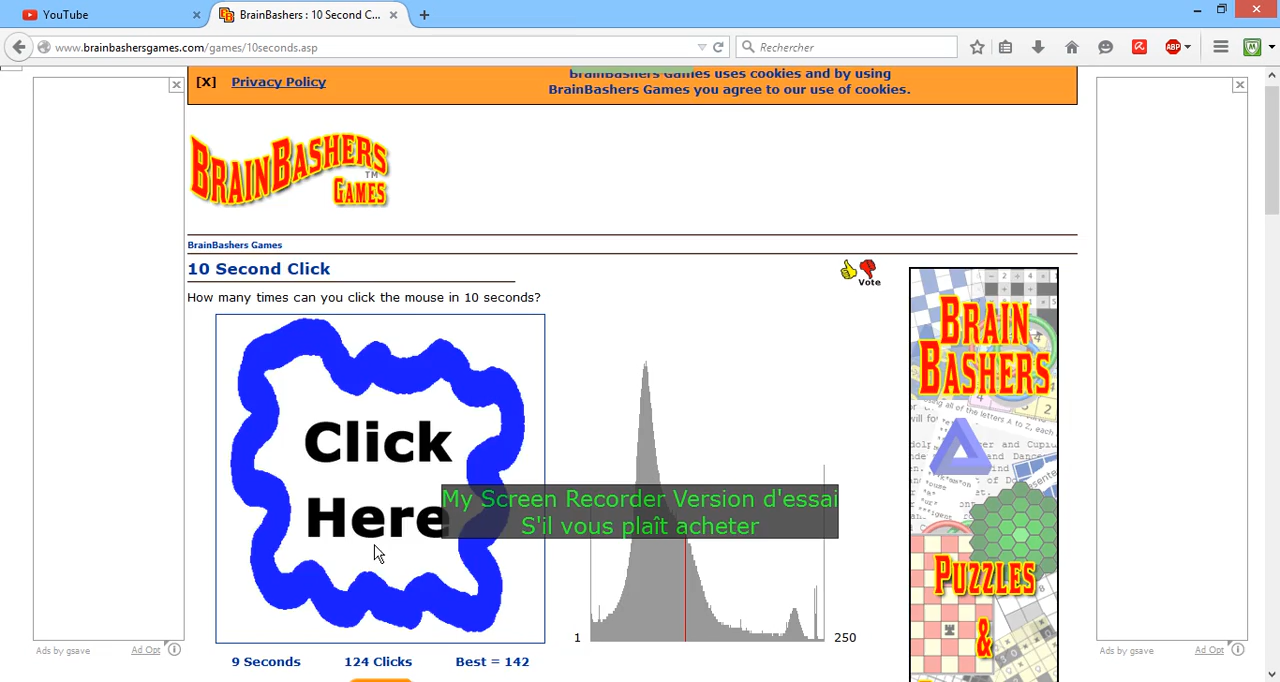 YouTube
BrainBashers : 10 Second C...
www.brainbashersgames.com/games/10seconds.asp
Rechercher
ABP
[X] Privacy Policy
BrainBashers Games uses cookies and by using
BrainBashers Games you agree to our use of cookies.
BRAINBASHERS
TM
GAMES
BrainBashers Games
10 Second Click
Vote
How many times can you click the mouse in 10 seconds?
Click
Here
My Screen Recorder Version d'essai
S'il vous plaît acheter
1
250
9 Seconds
124 Clicks
Best = 142
BRAIN
BASHERS
PUZZLES
&
Ads by gsave
Ad Opt
Ads by gsave
Ad Opt